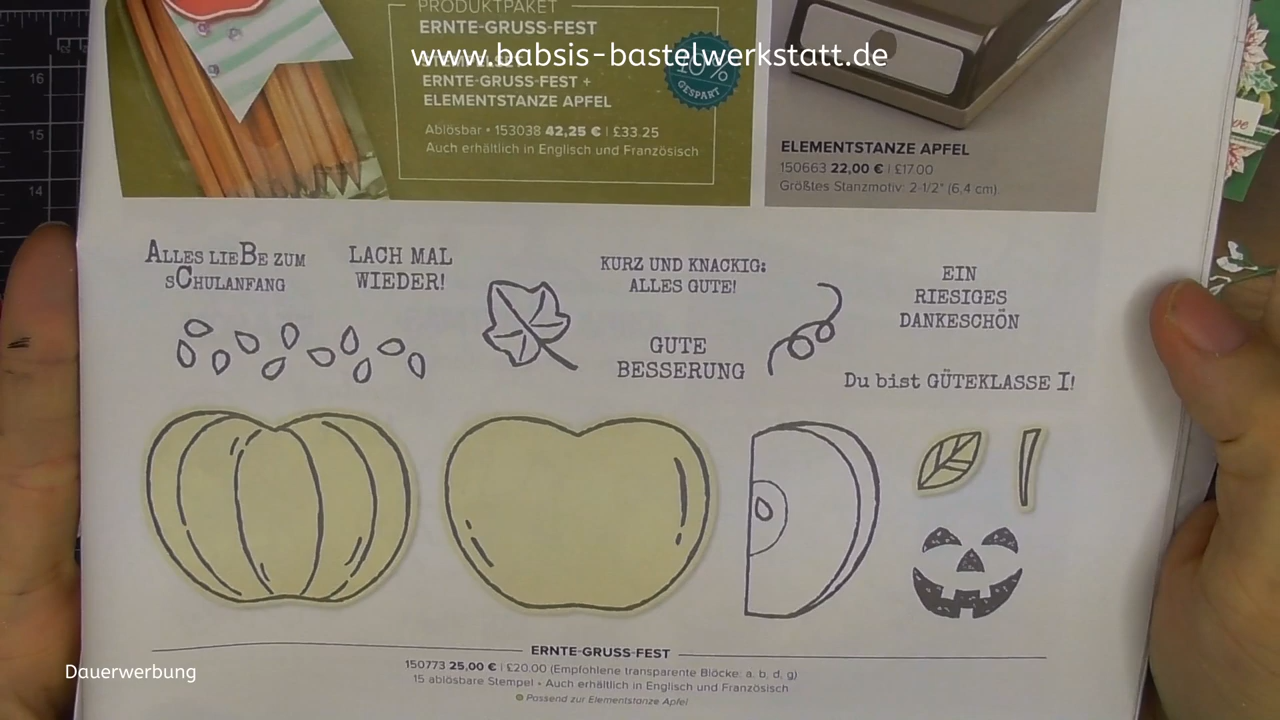 PRODUKTPAKET
ERNTE-GRUSS-FEST
www.babsis-bastelwerkstatt.de
ERNTE-GRUSS-FEST +
ELEMENTSTANZE APFEL
10%
GESPART
Ablösbar • 153038 42,25 € | £33.25
Auch erhältlich in Englisch und Französisch
ELEMENTSTANZE APFEL
150663 22,00 € | £17.00
Größtes Stanzmotiv: 2-1/2" (6,4 cm).
16
15
14
ALLES LIEBE ZUM
SCHULANFANG
LACH MAL
WIEDER!
KURZ UND KNACKIG:
ALLES GUTE!
EIN
RIESIGES
DANKESCHÖN
GUTE
BESSERUNG
Du bist GÜTEKLASSE I!
ERNTE-GRUSS-FEST
150773 25,00 € | £20.00 (Empfohlene transparente Blöcke: a, b, d, g)
15 ablösbare Stempel • Auch erhältlich in Englisch und Französisch
Passend zur Elementstanze Apfel
Dauerwerbung